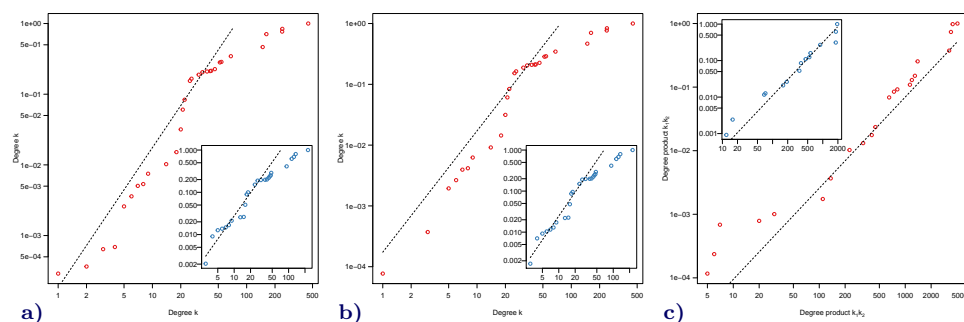 1e+00
5e-01
1e-01
5e-02
1e-02
5e-03
1e-03
5e-04
Degree k
1 2 5 10 20 50 100 200 500
Degree k
1.000
0.500
0.200
0.100
0.050
0.020
0.010
0.005
0.002
5 10 20 50 100
a)
1e+00
1e-01
1e-02
1e-03
1e-04
Degree k
1 2 5 10 20 50 100 200 500
Degree k
1.000
0.500
0.200
0.100
0.050
0.020
0.010
0.005
0.002
5 10 20 50 100
b)
1e+00
1e-01
1e-02
1e-03
1e-04
Degree product k₁k₂
5 10 50 100 500 1000 5000
Degree product k₁k₂
1.000
0.500
0.100
0.050
0.010
0.005
0.001
10 20 50 200 500 2000
c)